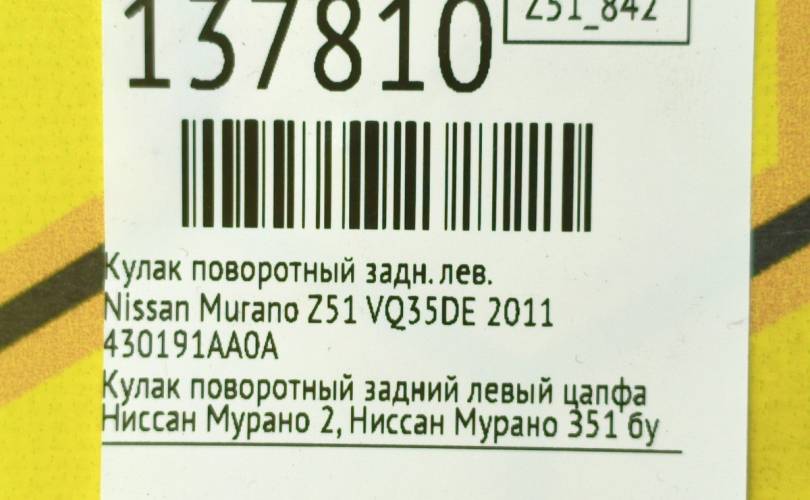 137810
Z51_842
Кулак поворотный задн. лев.
Nissan Murano Z51 VQ35DE 2011
430191AA0A
Кулак поворотный задний левый цапфа
Ниссан Мурано 2, Ниссан Мурано З51 бу